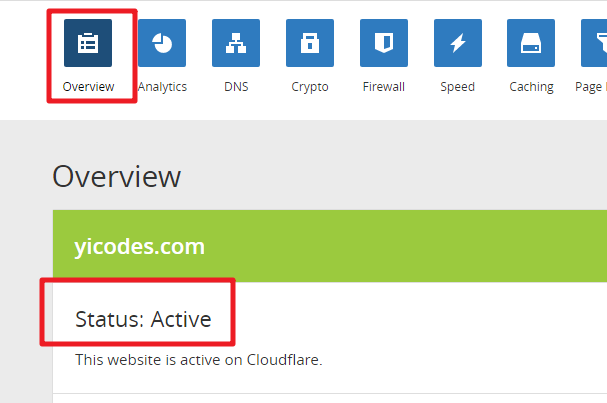 Overview Analytics DNS Crypto Firewall Speed Caching Page
Overview
yicodes.com
Status: Active
This website is active on Cloudflare.